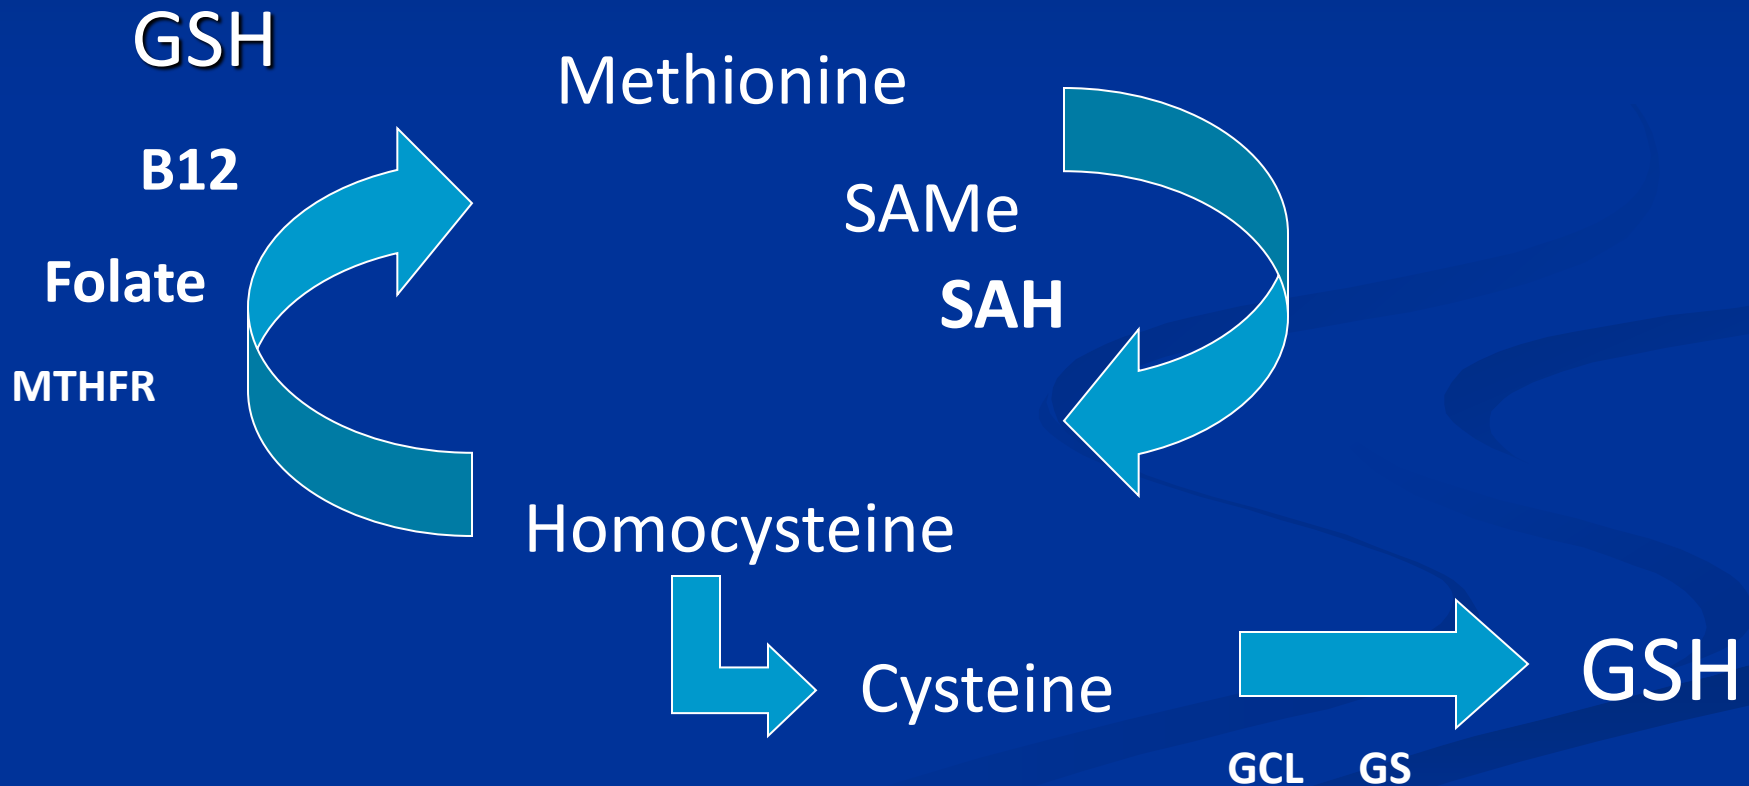 GSH
Methionine
B12
SAMe
Folate
SAH
MTHFR
Homocysteine
Cysteine
GSH
GCL GS